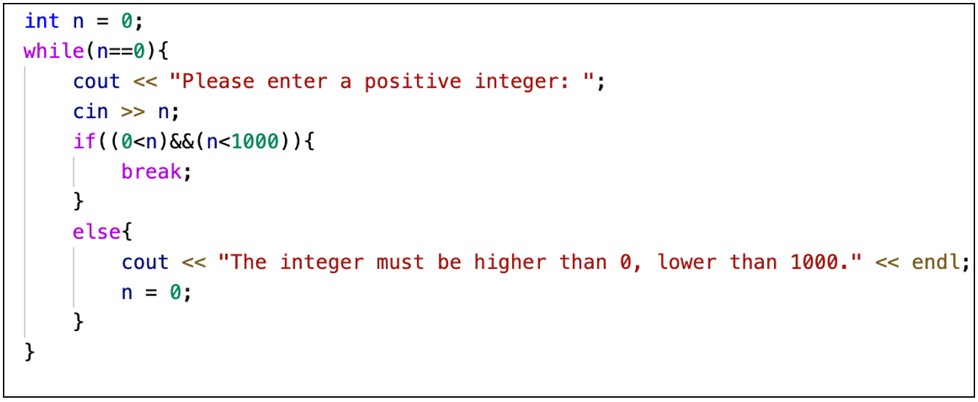 int n = 0;
while(n==0){
    cout << "Please enter a positive integer: ";
    cin >> n;
    if((0<n)&&(n<1000)){
        break;
    }
    else{
        cout << "The integer must be higher than 0, lower than 1000." << endl;
        n = 0;
    }
}